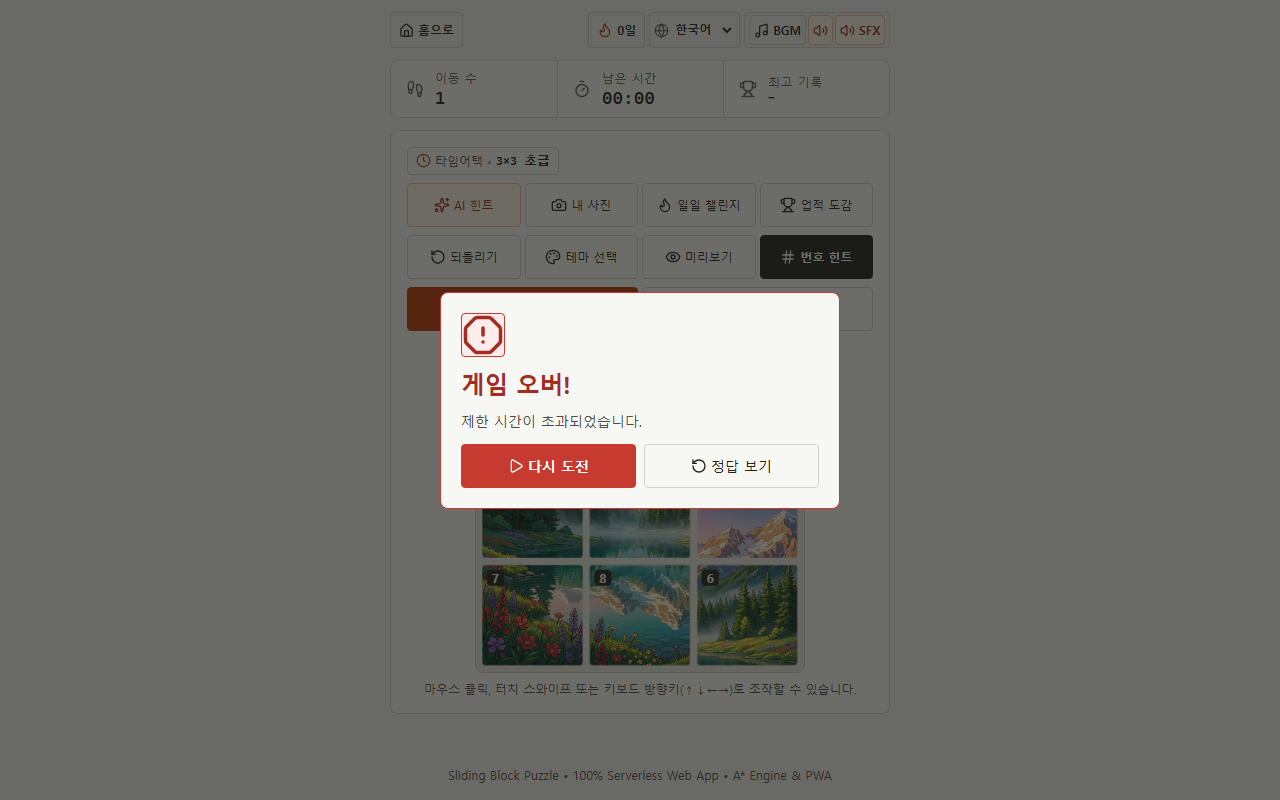 홈으로
0일
한국어
BGM
SFX
이동 수
1
남은 시간
00:00
최고 기록
-
타임어택 • 3×3 초급
AI 힌트
내 사진
일일 챌린지
업적 도감
되돌리기
테마 선택
미리보기
번호 힌트
게임 오버!
제한 시간이 초과되었습니다.
다시 도전
정답 보기
7
8
6
마우스 클릭, 터치 스와이프 또는 키보드 방향키(↑↓←→)로 조작할 수 있습니다.
Sliding Block Puzzle • 100% Serverless Web App • A* Engine & PWA